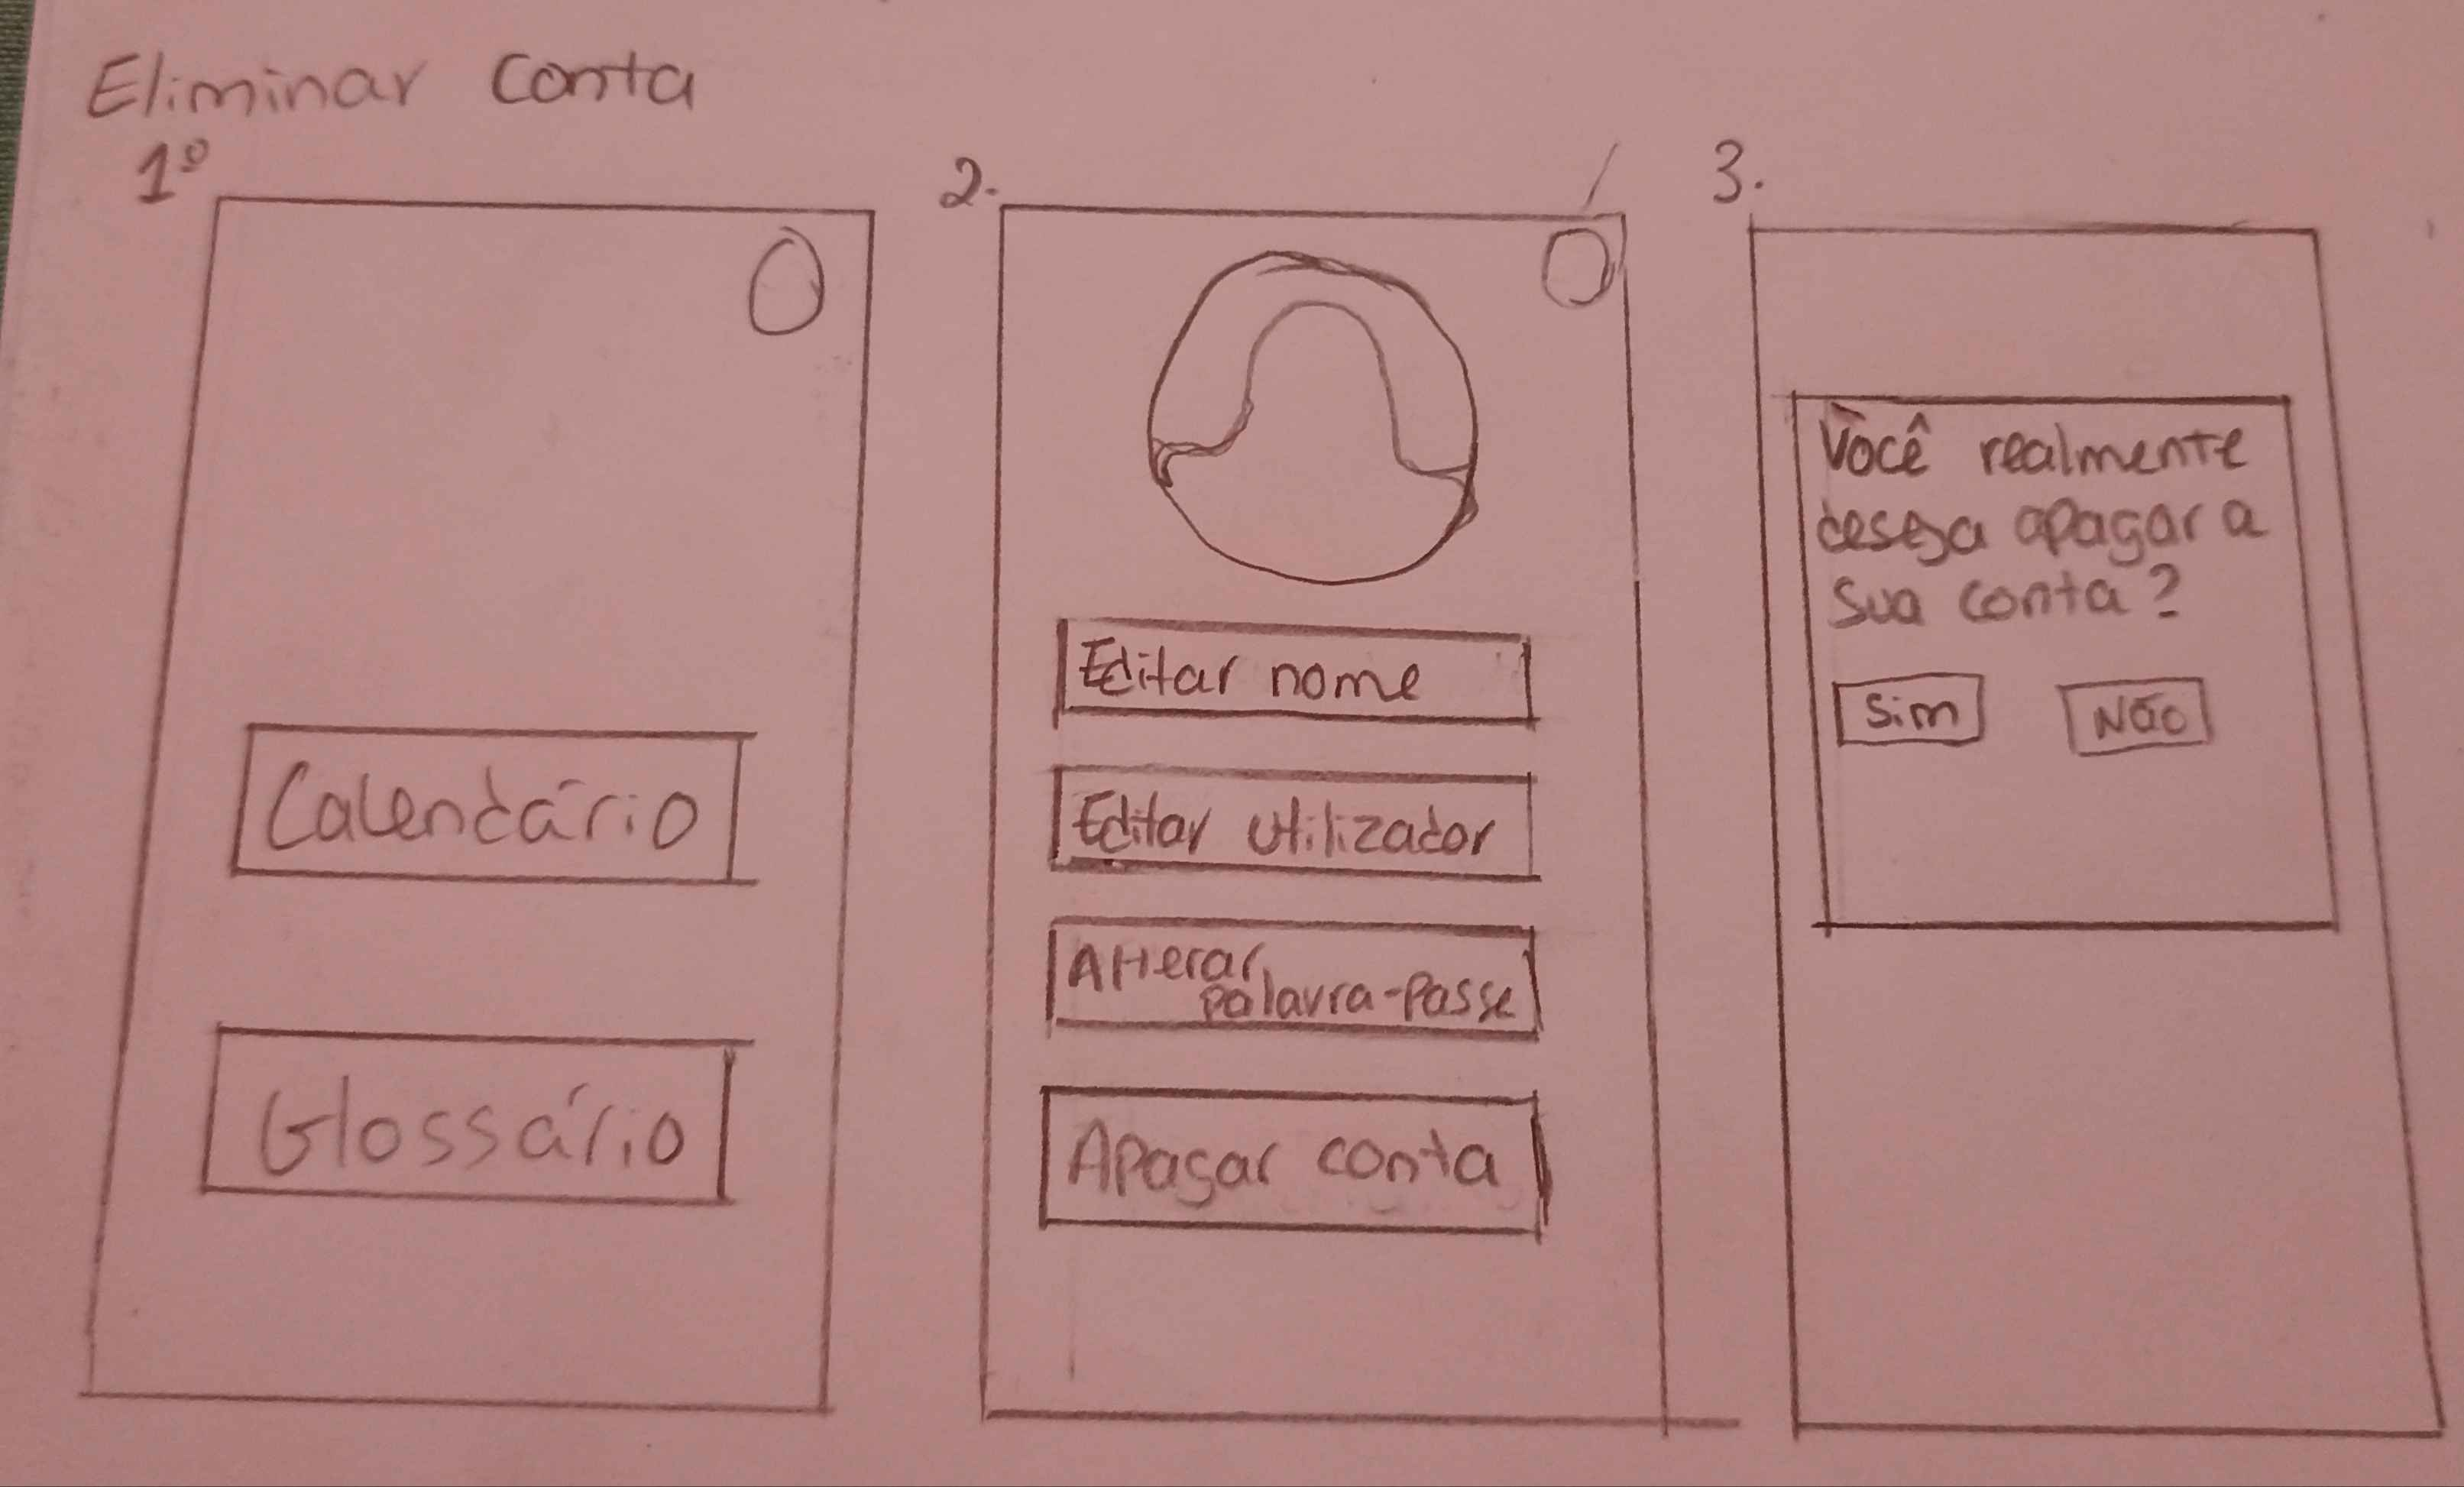 Eliminar conta
1º
2.
3.
Calendário
Glossário
Editar nome
Editar utilizador
Alterar
palavra-passe
Apagar conta
Você realmente
deseja apagar a
sua conta?
Sim
Não